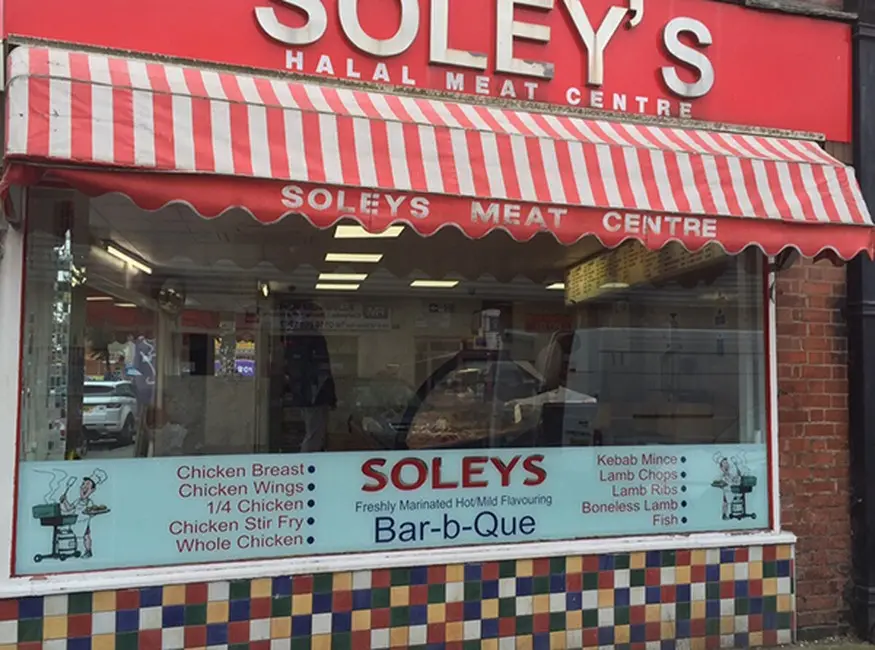 SOLEY'S
HALAL MEAT CENTRE
SOLEYS MEAT CENTRE
Chicken Breast •
Chicken Wings •
1/4 Chicken •
Chicken Stir Fry •
Whole Chicken •
SOLEYS
Freshly Marinated Hot/Mild Flavouring
Bar-b-Que
Kebab Mince •
Lamb Chops •
Lamb Ribs •
Boneless Lamb •
Fish •